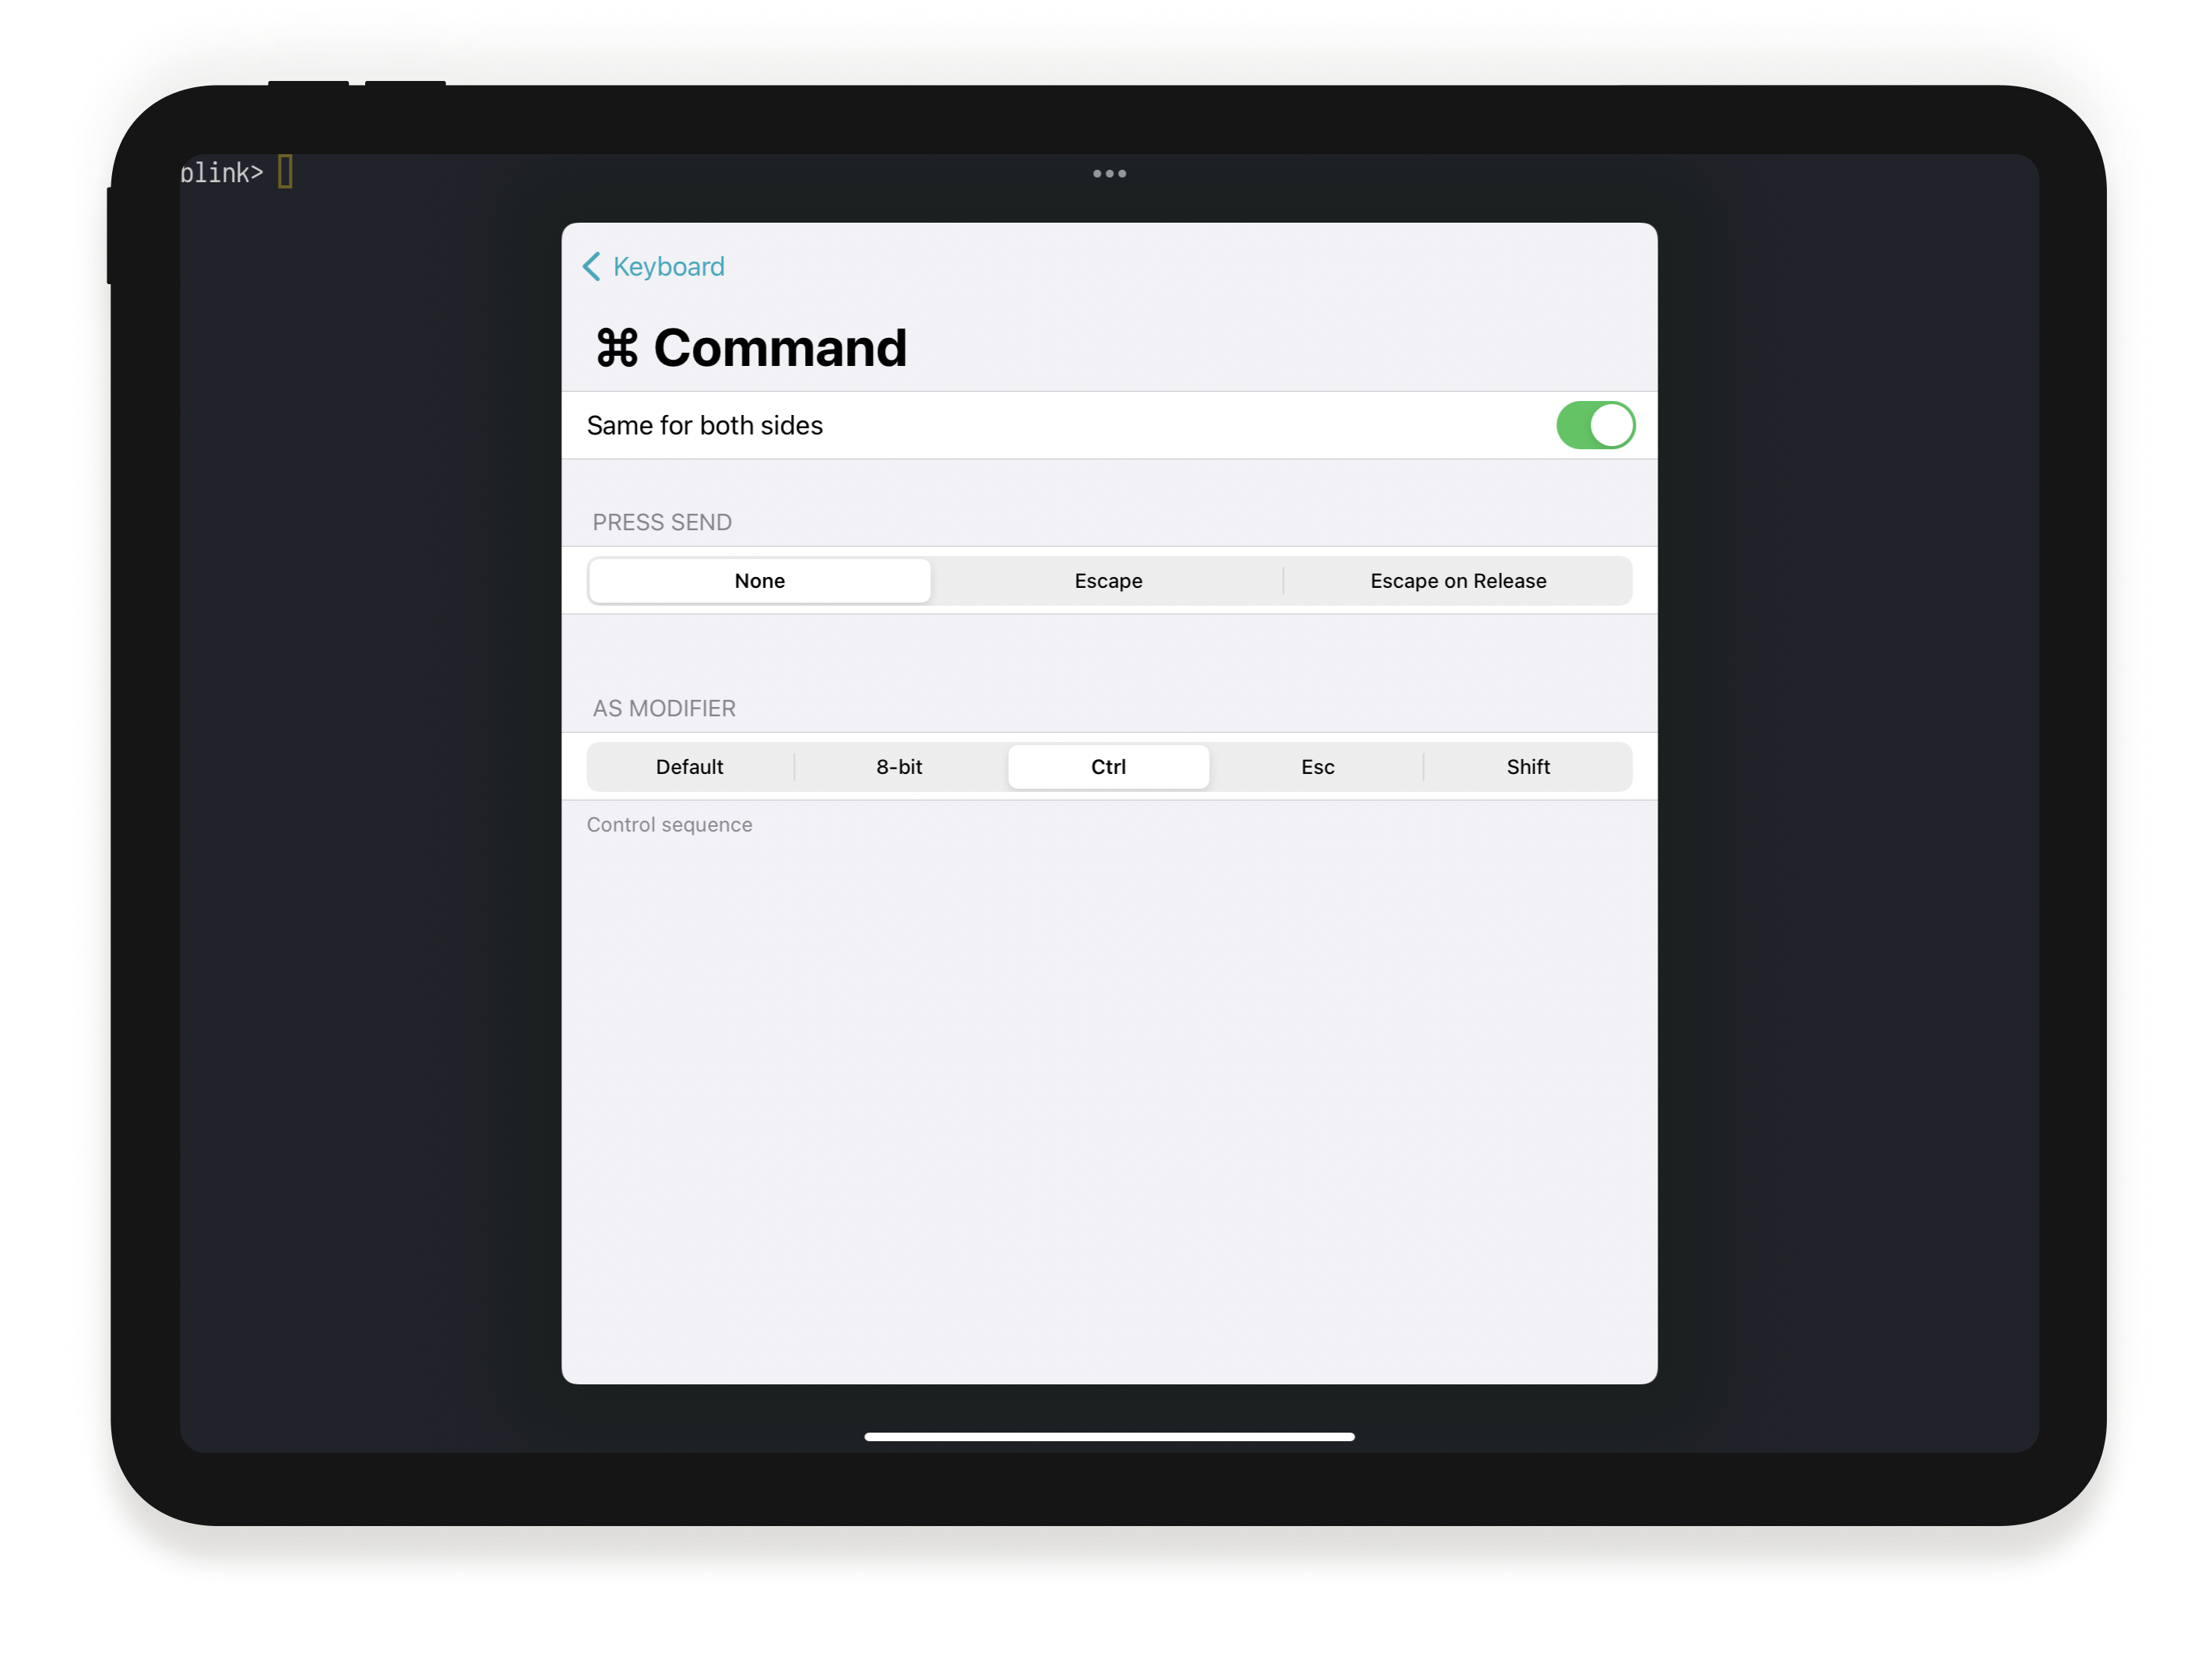 blink>
Keyboard
⌘ Command
Same for both sides
PRESS SEND
None Escape Escape on Release
AS MODIFIER
Default 8-bit Ctrl Esc Shift
Control sequence